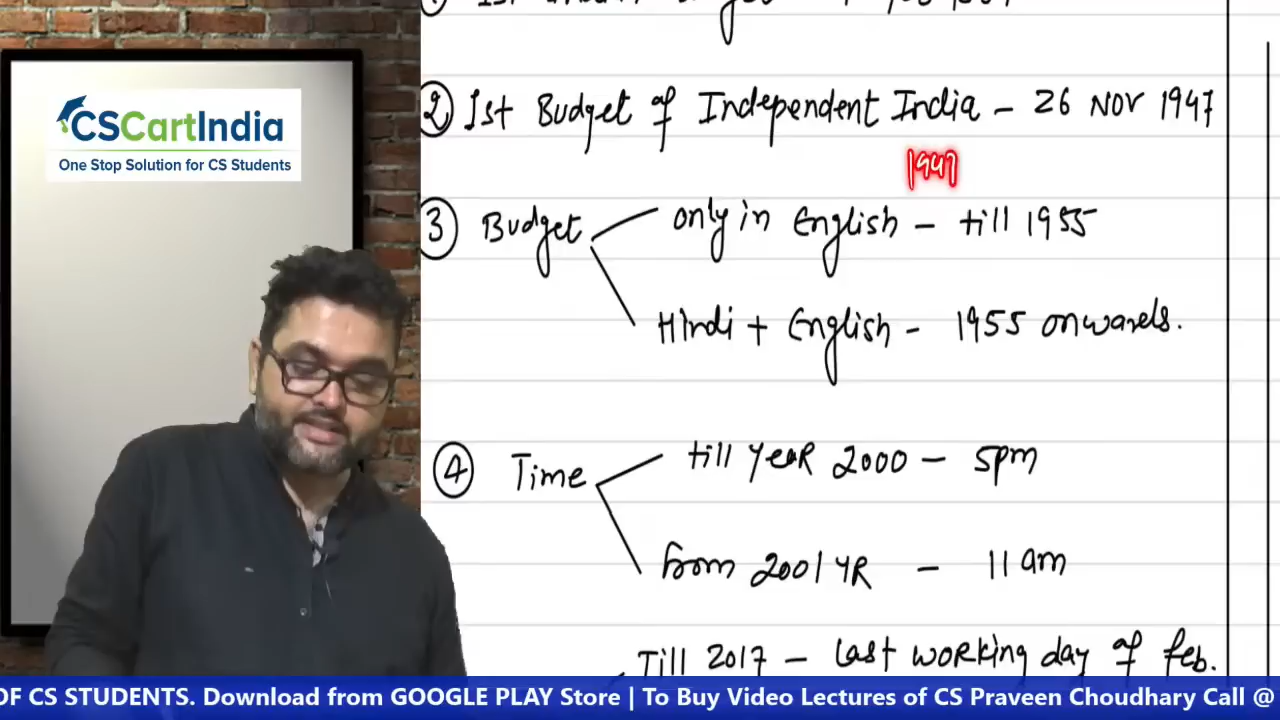 ② Ist Budget of Independent India - 26 Nov 1947
1947
③ Budget only in English - till 1955
Hindi + English - 1955 onwards.
④ Time till Year 2000 - 5pm
from 2001 YR - 11 am
Till 2017 - last working day of feb.
CSCartIndia
One Stop Solution for CS Students
OF CS STUDENTS. Download from GOOGLE PLAY Store | To Buy Video Lectures of CS Praveen Choudhary Call @